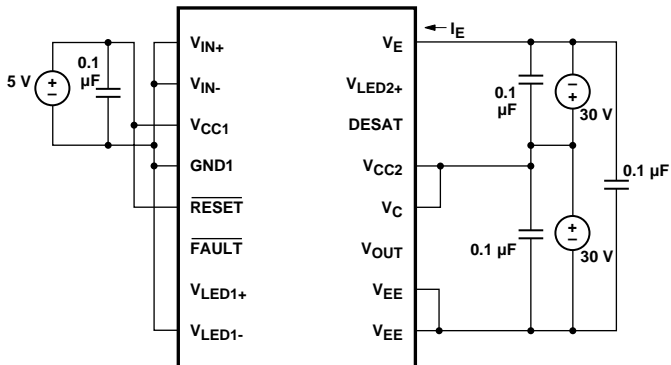 5 V
0.1
µF
V_IN+
V_IN-
V_CC1
GND1
RESET
FAULT
V_LED1+
V_LED1-
I_E
V_E
V_LED2+
DESAT
V_CC2
V_C
V_OUT
V_EE
V_EE
0.1
µF
30 V
0.1 µF
0.1 µF
30 V